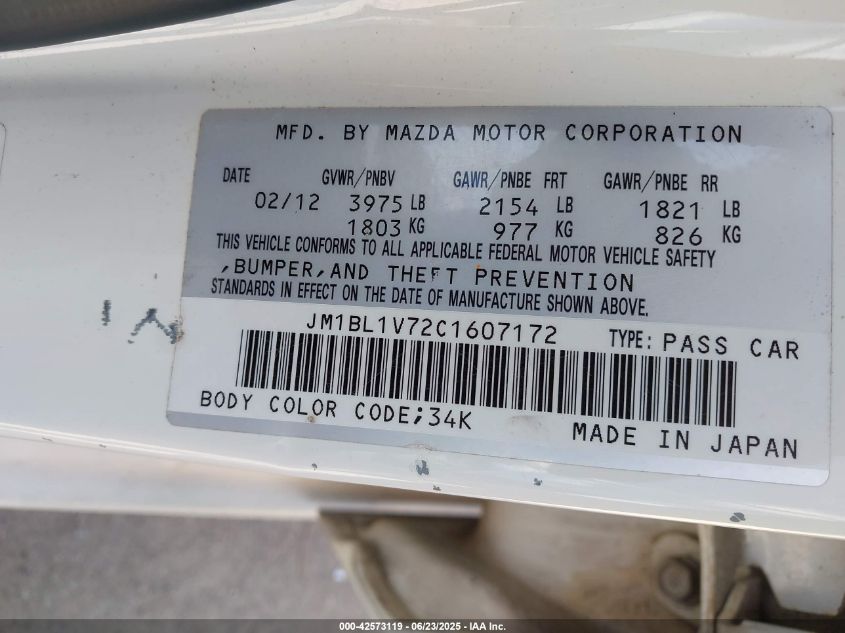 MFD. BY MAZDA MOTOR CORPORATION
DATE GVWR/PNBV GAWR/PNBE FRT GAWR/PNBE RR
02/12 3975 LB 2154 LB 1821 LB
1803 KG 977 KG 826 KG
THIS VEHICLE CONFORMS TO ALL APPLICABLE FEDERAL MOTOR VEHICLE SAFETY
,BUMPER,AND THEFT PREVENTION
STANDARDS IN EFFECT ON THE DATE OF MANUFACTURE SHOWN ABOVE.
JM1BL1V72C1607172 TYPE: PASS CAR
BODY COLOR CODE;34K
MADE IN JAPAN
000-42573119 - 06/23/2025 - IAA Inc.